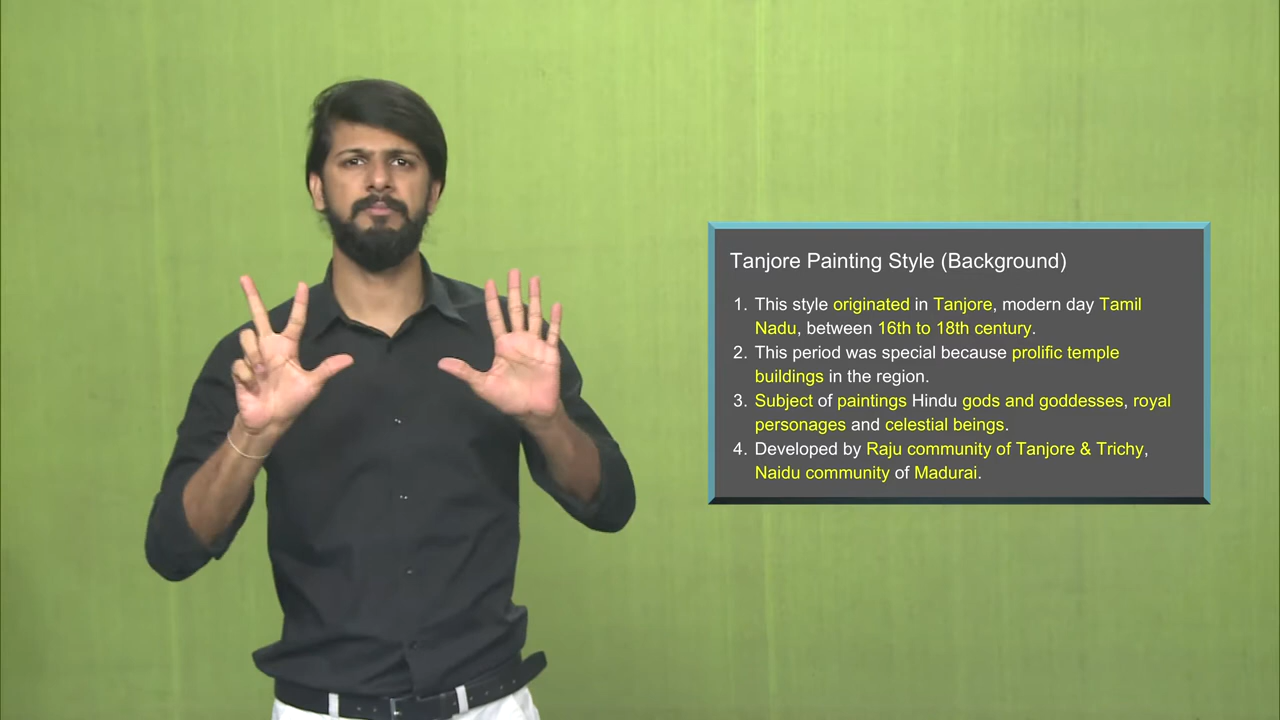 Tanjore Painting Style (Background)
1. This style originated in Tanjore, modern day Tamil
Nadu, between 16th to 18th century.
2. This period was special because prolific temple
buildings in the region.
3. Subject of paintings Hindu gods and goddesses, royal
personages and celestial beings.
4. Developed by Raju community of Tanjore & Trichy,
Naidu community of Madurai.